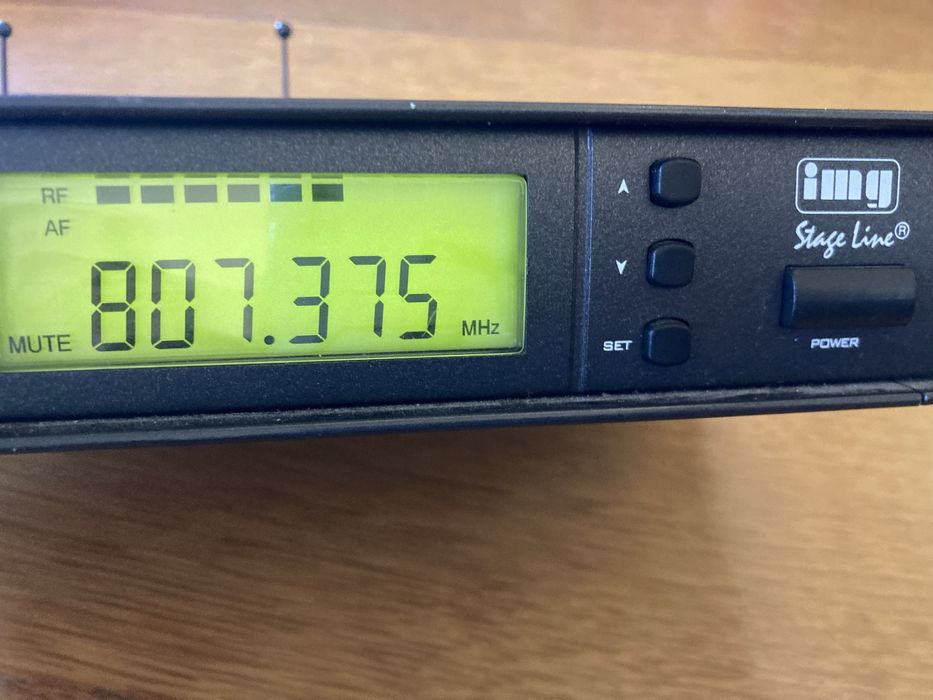 RF
AF
MUTE 807.375 MHz
SET
img
Stage Line®
POWER